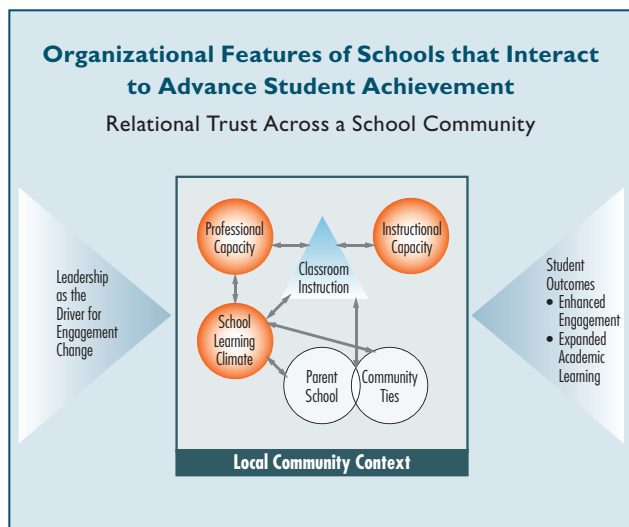 Organizational Features of Schools that Interact
to Advance Student Achievement
Relational Trust Across a School Community
Leadership
as the
Driver for
Engagement
Change
Professional
Capacity
Instructional
Capacity
Classroom
Instruction
School
Learning
Climate
Parent
School
Community
Ties
Local Community Context
Student
Outcomes
• Enhanced
Engagement
• Expanded
Academic
Learning